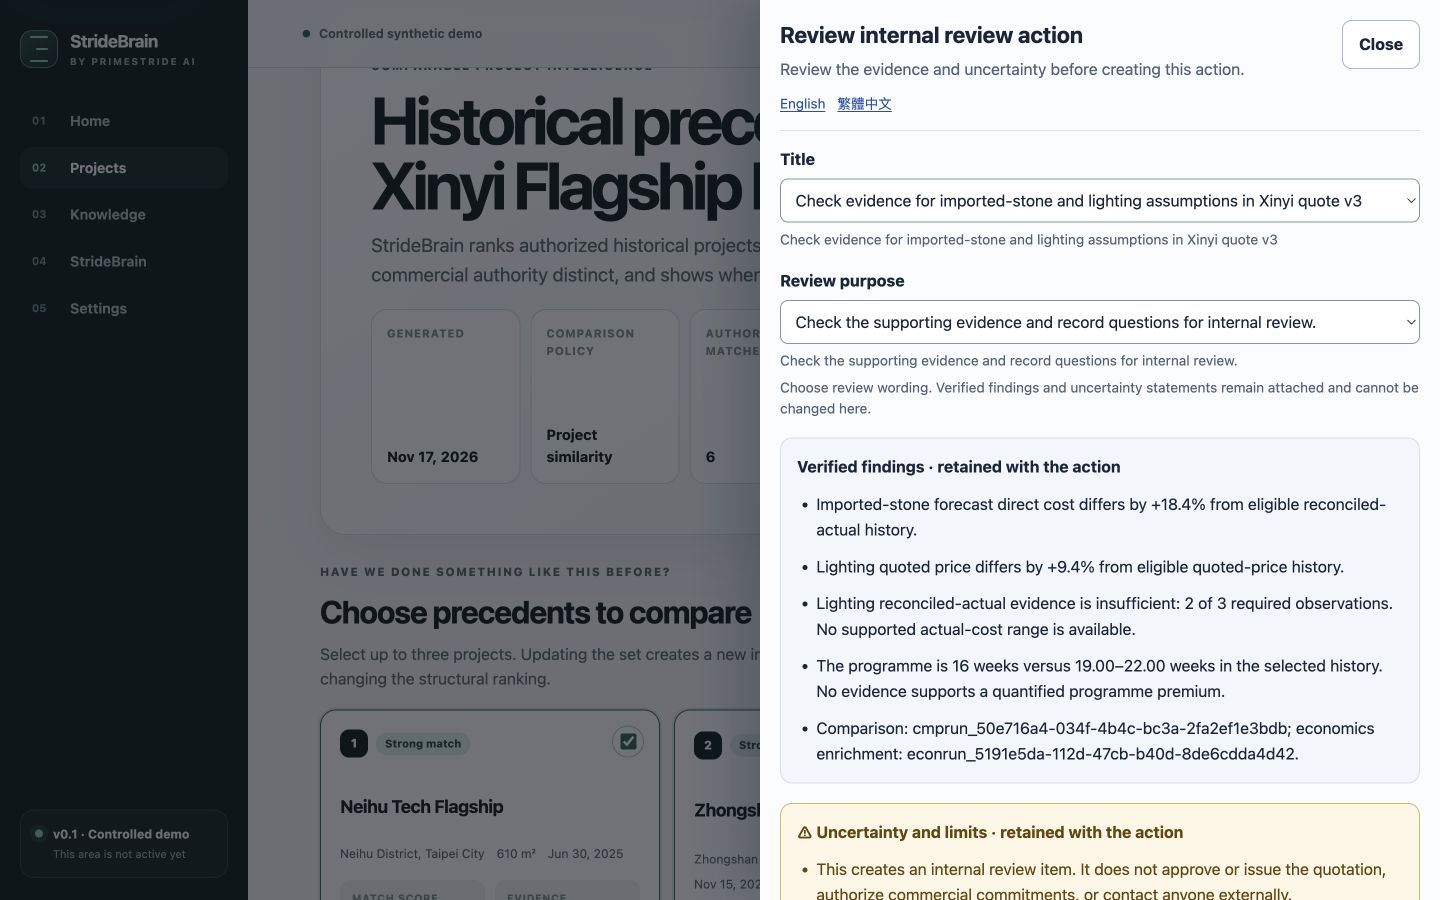 StrideBrain
BY PRIMESTRIDE AI
01 Home
02 Projects
03 Knowledge
04 StrideBrain
05 Settings
v0.1 · Controlled demo
This area is not active yet
Controlled synthetic demo
Historical
Xinyi Flagship
StrideBrain ranks authorized historical projects
commercial authority distinct, and shows
GENERATED
Nov 17, 2026
COMPARISON
POLICY
Project
similarity
6
HAVE WE DONE SOMETHING LIKE THIS BEFORE?
Choose precedents to compare
Select up to three projects. Updating the set creates a new
changing the structural ranking.
1 Strong match
Neihu Tech Flagship
Neihu District, Taipei City 610 m² Jun 30, 2025
MATCH SCORE EVIDENCE
2
Nov 15,
Review internal review action
Close
Review the evidence and uncertainty before creating this action.
English 繁體中文
Title
Check evidence for imported-stone and lighting assumptions in Xinyi quote v3
Check evidence for imported-stone and lighting assumptions in Xinyi quote v3
Review purpose
Check the supporting evidence and record questions for internal review.
Check the supporting evidence and record questions for internal review.
Choose review wording. Verified findings and uncertainty statements remain attached and cannot be
changed here.
Verified findings · retained with the action
• Imported-stone forecast direct cost differs by +18.4% from eligible reconciled-
actual history.
• Lighting quoted price differs by +9.4% from eligible quoted-price history.
• Lighting reconciled-actual evidence is insufficient: 2 of 3 required observations.
No supported actual-cost range is available.
• The programme is 16 weeks versus 19.00–22.00 weeks in the selected history.
No evidence supports a quantified programme premium.
• Comparison: cmprun_50e716a4-034f-4b4c-bc3a-2fa2ef1e3bdb; economics
enrichment: econrun_5191e5da-112d-47cb-b40d-8de6cdda4d42.
⚠ Uncertainty and limits · retained with the action
• This creates an internal review item. It does not approve or issue the quotation,
authorize commercial commitments, or contact anyone externally.